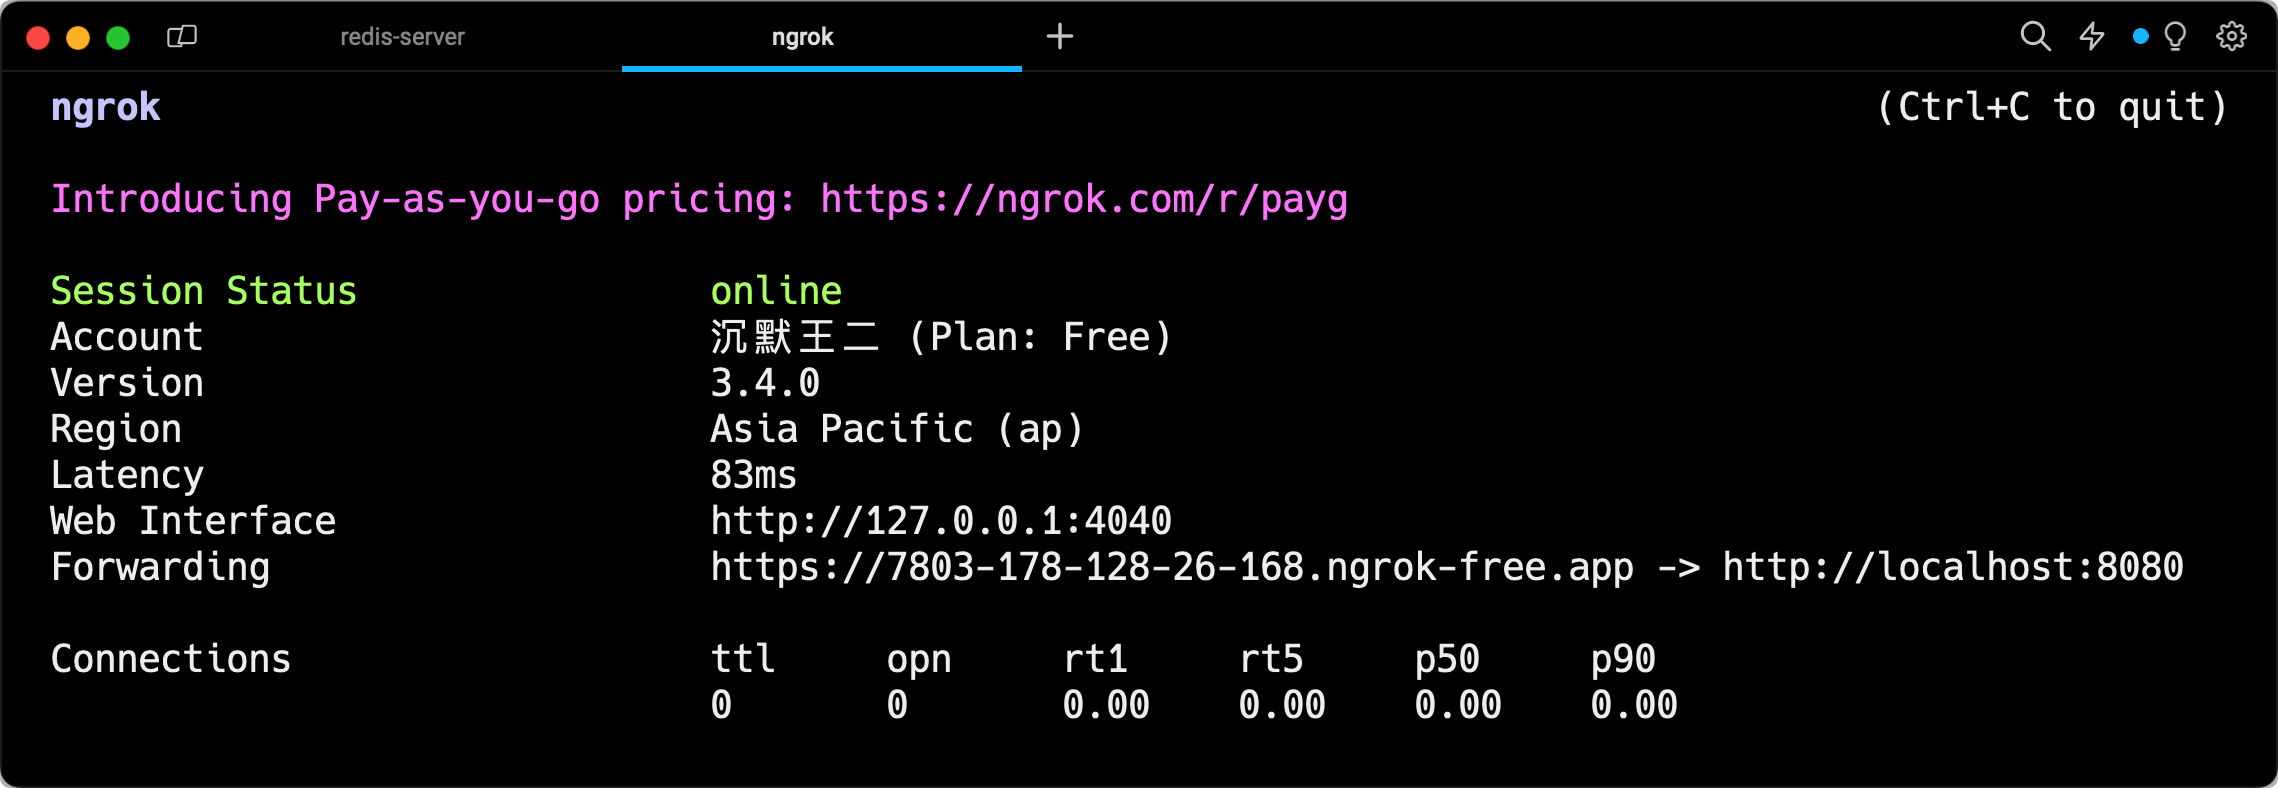 redis-server ngrok
ngrok (Ctrl+C to quit)
Introducing Pay-as-you-go pricing: https://ngrok.com/r/payg
Session Status online
Account 沉默王二 (Plan: Free)
Version 3.4.0
Region Asia Pacific (ap)
Latency 83ms
Web Interface http://127.0.0.1:4040
Forwarding https://7803-178-128-26-168.ngrok-free.app -> http://localhost:8080
Connections ttl opn rt1 rt5 p50 p90
0 0 0.00 0.00 0.00 0.00